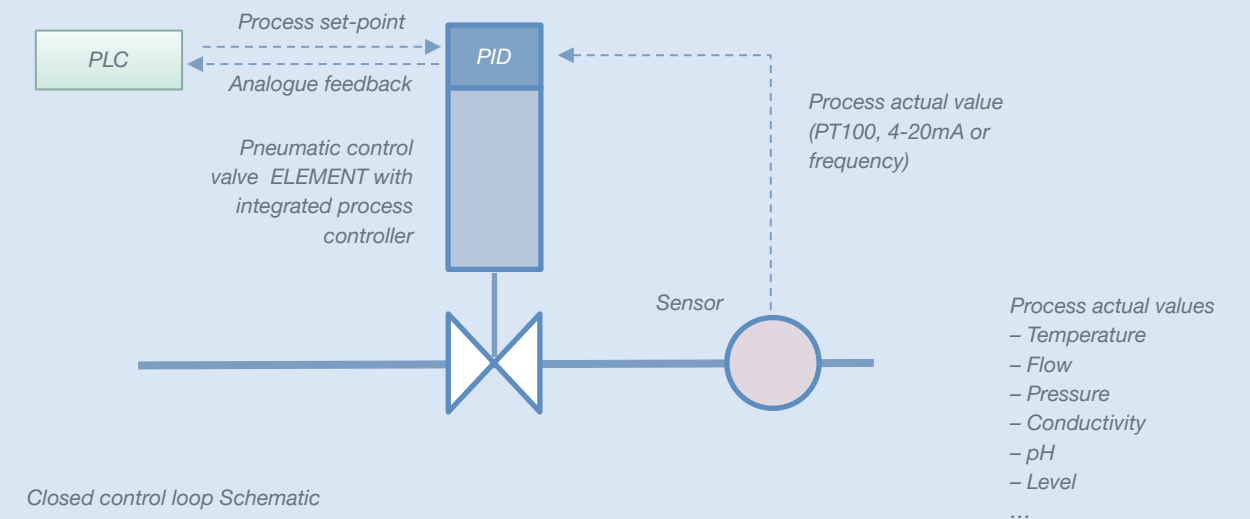 Process set-point
PLC
PID
Analogue feedback
Process actual value
(PT100, 4-20mA or
frequency)
Pneumatic control
valve  ELEMENT with
integrated process
controller
Sensor
Process actual values
– Temperature
– Flow
– Pressure
– Conductivity
– pH
– Level
...
Closed control loop Schematic